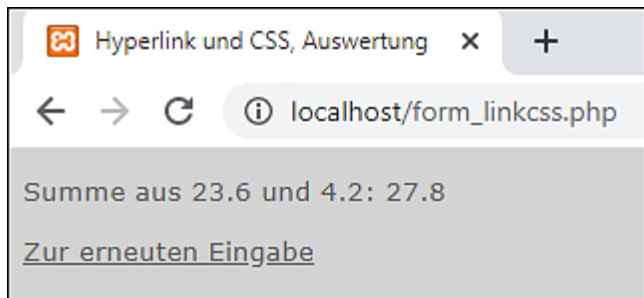 Hyperlink und CSS, Auswertung
localhost/form_linkcss.php
Summe aus 23.6 und 4.2: 27.8
Zur erneuten Eingabe